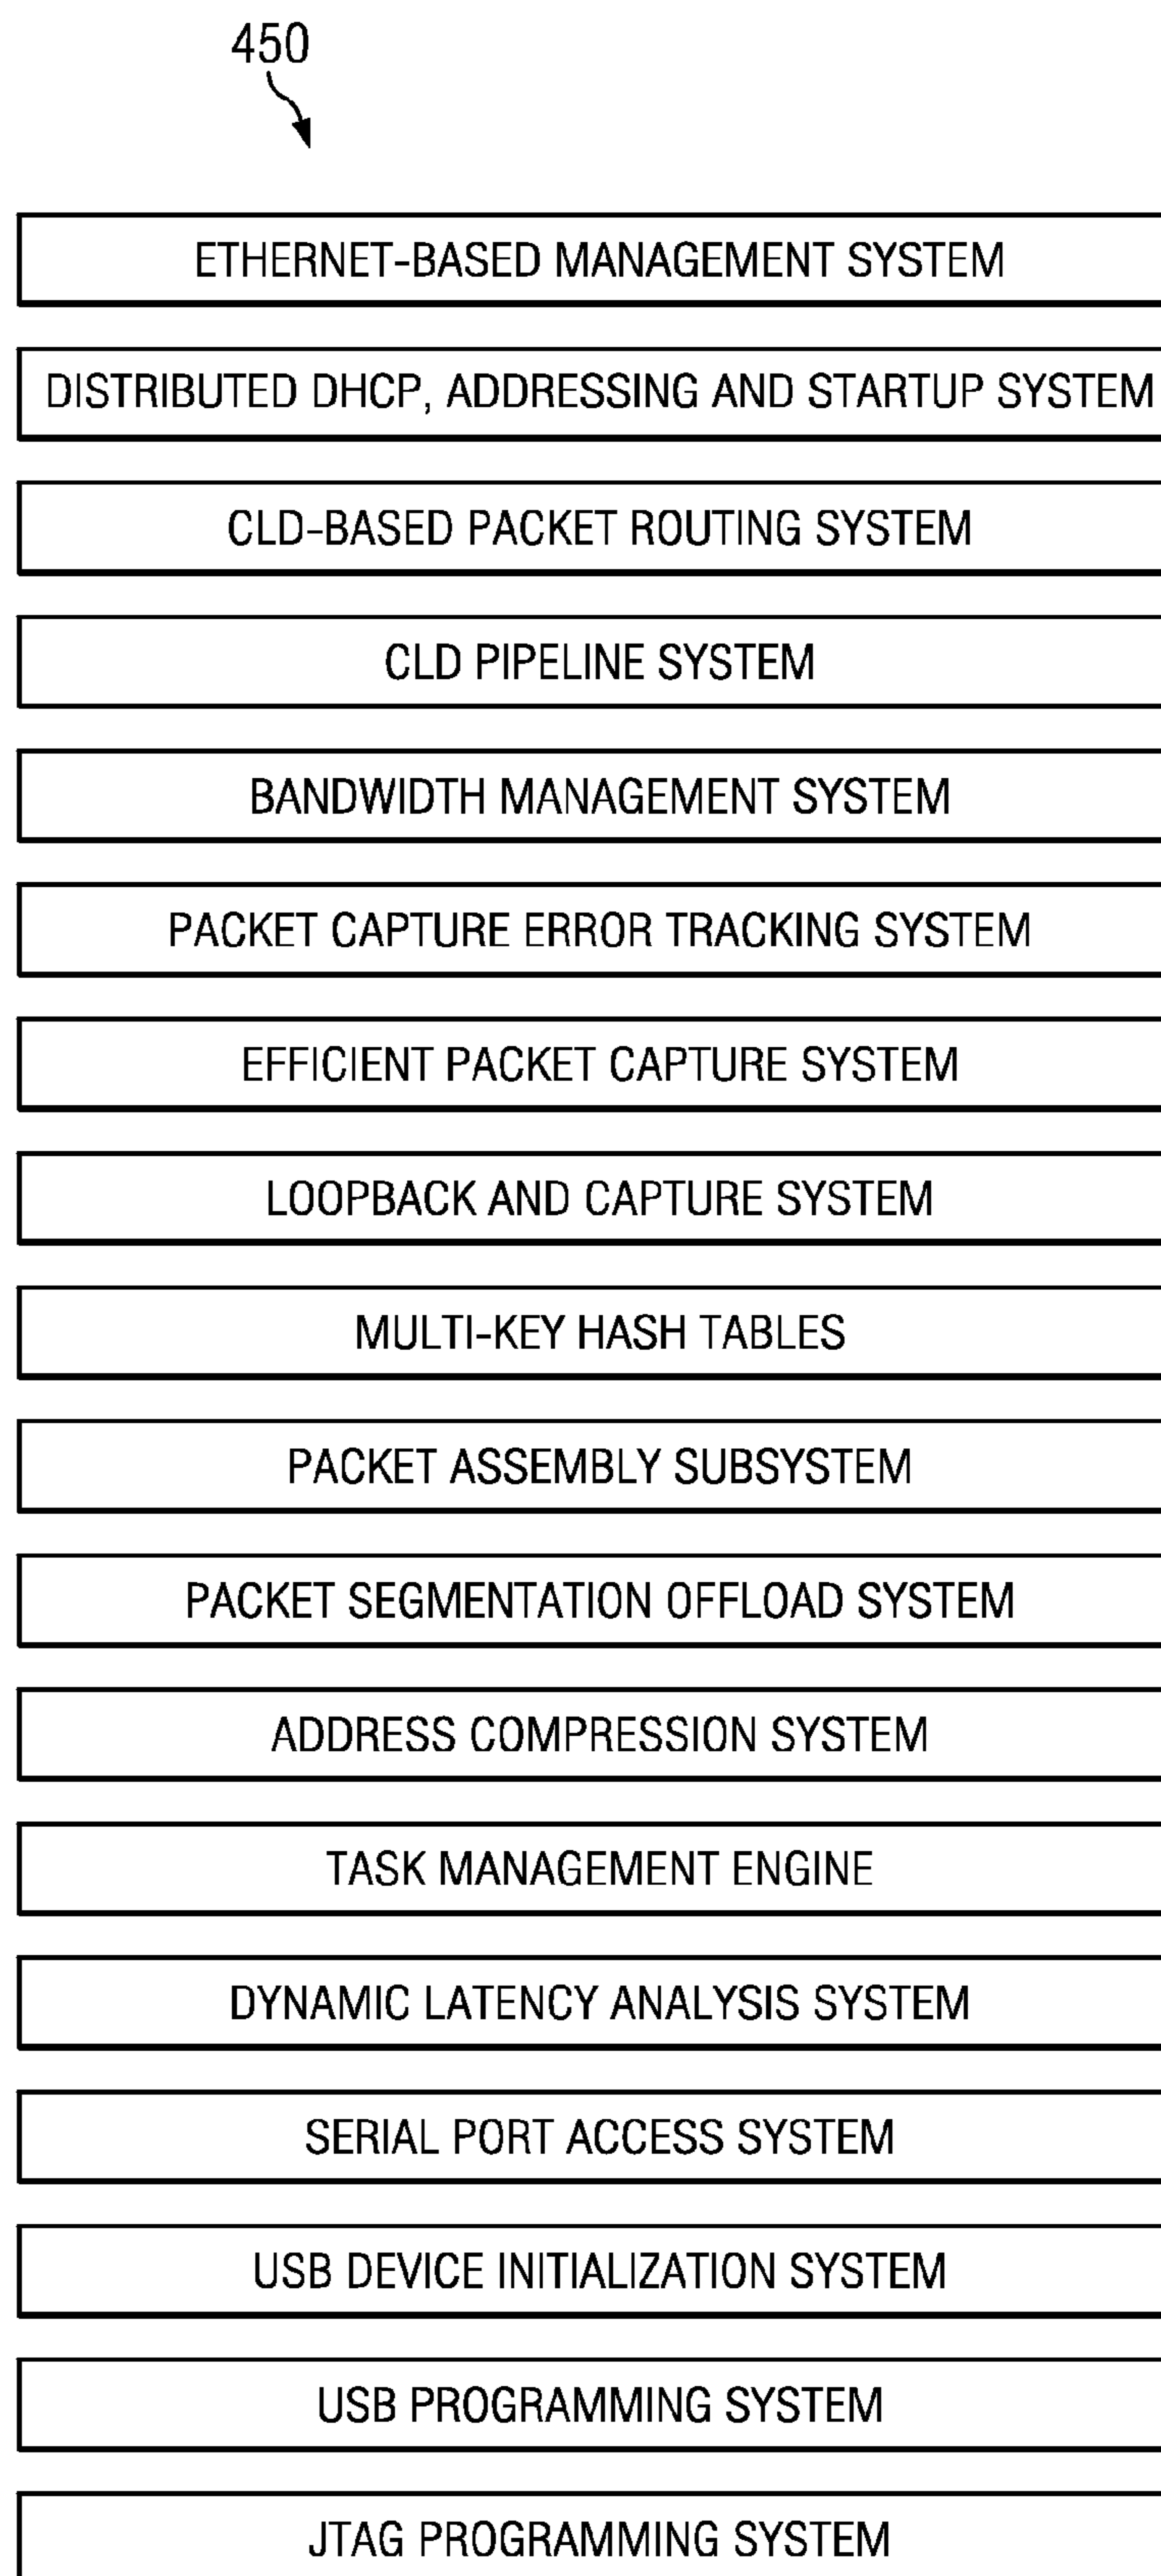 450
ETHERNET-BASED MANAGEMENT SYSTEM
DISTRIBUTED DHCP, ADDRESSING AND STARTUP SYSTEM
CLD-BASED PACKET ROUTING SYSTEM
CLD PIPELINE SYSTEM
BANDWIDTH MANAGEMENT SYSTEM
PACKET CAPTURE ERROR TRACKING SYSTEM
EFFICIENT PACKET CAPTURE SYSTEM
LOOPBACK AND CAPTURE SYSTEM
MULTI-KEY HASH TABLES
PACKET ASSEMBLY SUBSYSTEM
PACKET SEGMENTATION OFFLOAD SYSTEM
ADDRESS COMPRESSION SYSTEM
TASK MANAGEMENT ENGINE
DYNAMIC LATENCY ANALYSIS SYSTEM
SERIAL PORT ACCESS SYSTEM
USB DEVICE INITIALIZATION SYSTEM
USB PROGRAMMING SYSTEM
JTAG PROGRAMMING SYSTEM